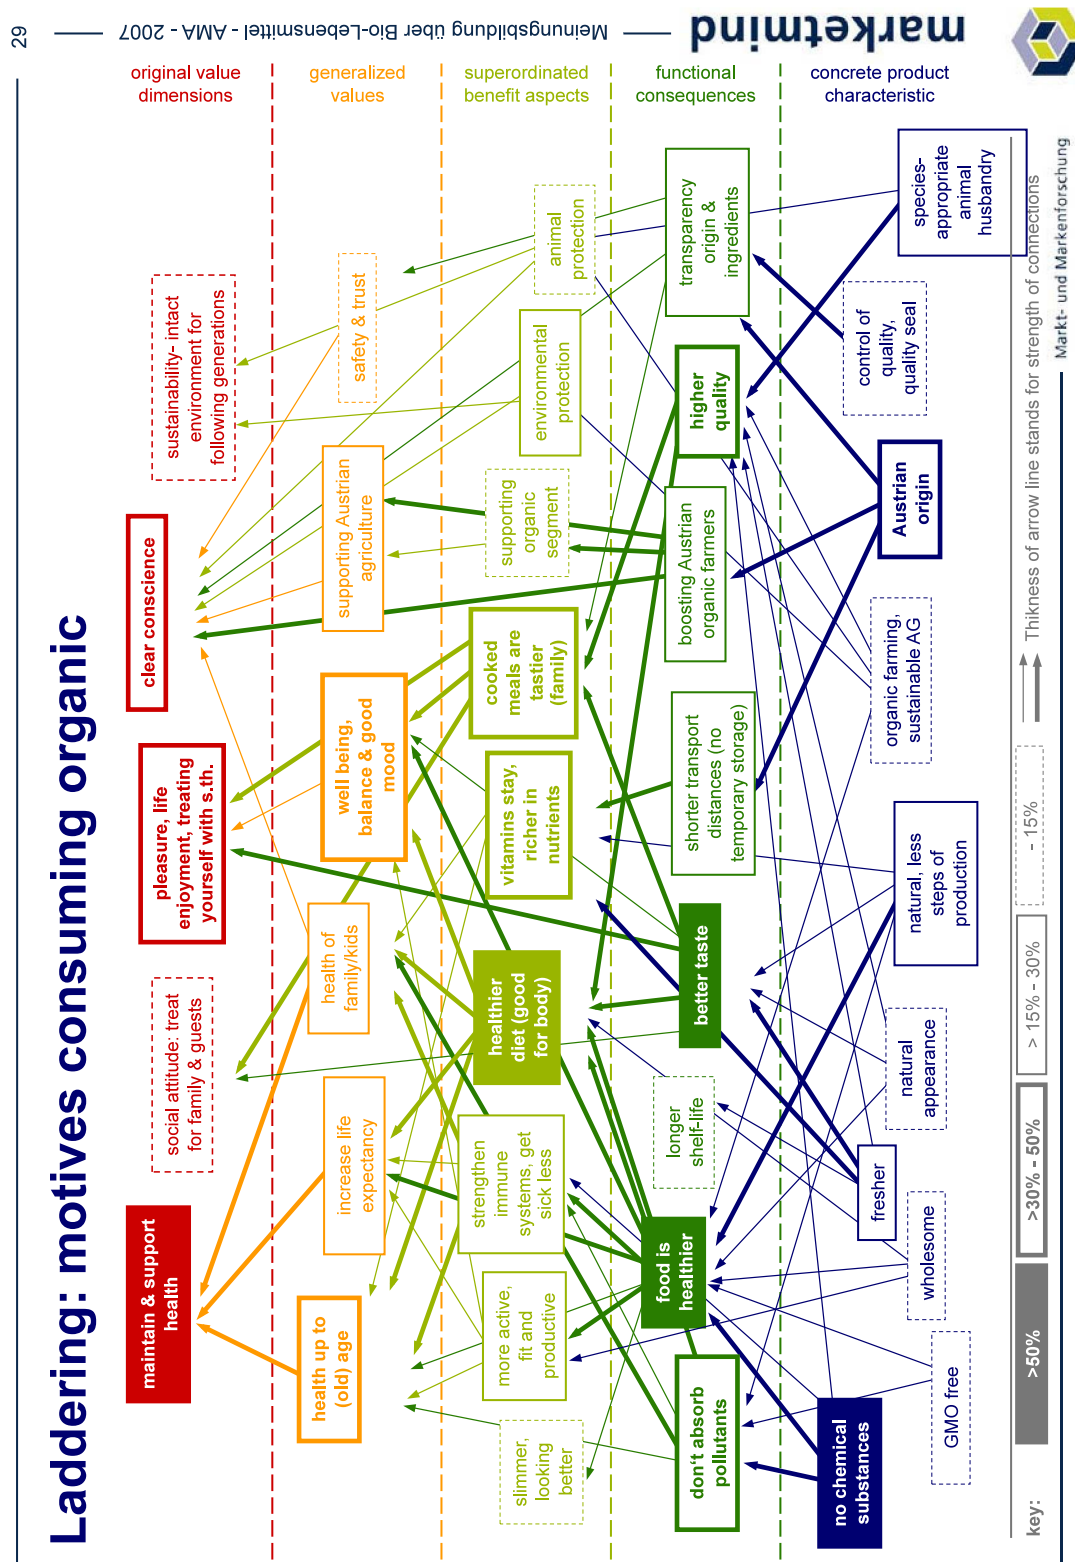 Laddering: motives consuming organic
original value
dimensions
maintain & support
health
social attitude: treat
for family & guests
pleasure, life
enjoyment, treating
yourself with s.th.
clear conscience
sustainability- intact
environment for
following generations
generalized
values
health up to
(old) age
increase life
expectancy
health of
family/kids
well being,
balance & good
mood
supporting Austrian
agriculture
safety & trust
superordinated
benefit aspects
slimmer,
looking
better
more active,
fit and
productive
strengthen
immune
systems, get
sick less
healthier
diet (good
for body)
vitamins stay,
richer in
nutrients
cooked
meals are
tastier
(family)
supporting
organic
segment
environmental
protection
animal
protection
functional
consequences
don't absorb
pollutants
food is
healthier
longer
shelf-life
better taste
shorter transport
distances (no
temporary storage)
boosting Austrian
organic farmers
higher
quality
transparency
origin &
ingredients
concrete product
characteristic
no chemical
substances
GMO free
wholesome
fresher
natural
appearance
natural, less
steps of
production
organic farming,
sustainable AG
Austrian
origin
control of
quality,
quality seal
species-
appropriate
animal
husbandry
key:
>50%
>30% - 50%
> 15% - 30%
- 15%
Thikness of arrow line stands for strength of connections
29
Meinungsbildung über Bio-Lebensmittel - AMA - 2007
marketmind
Markt- und Markenforschung